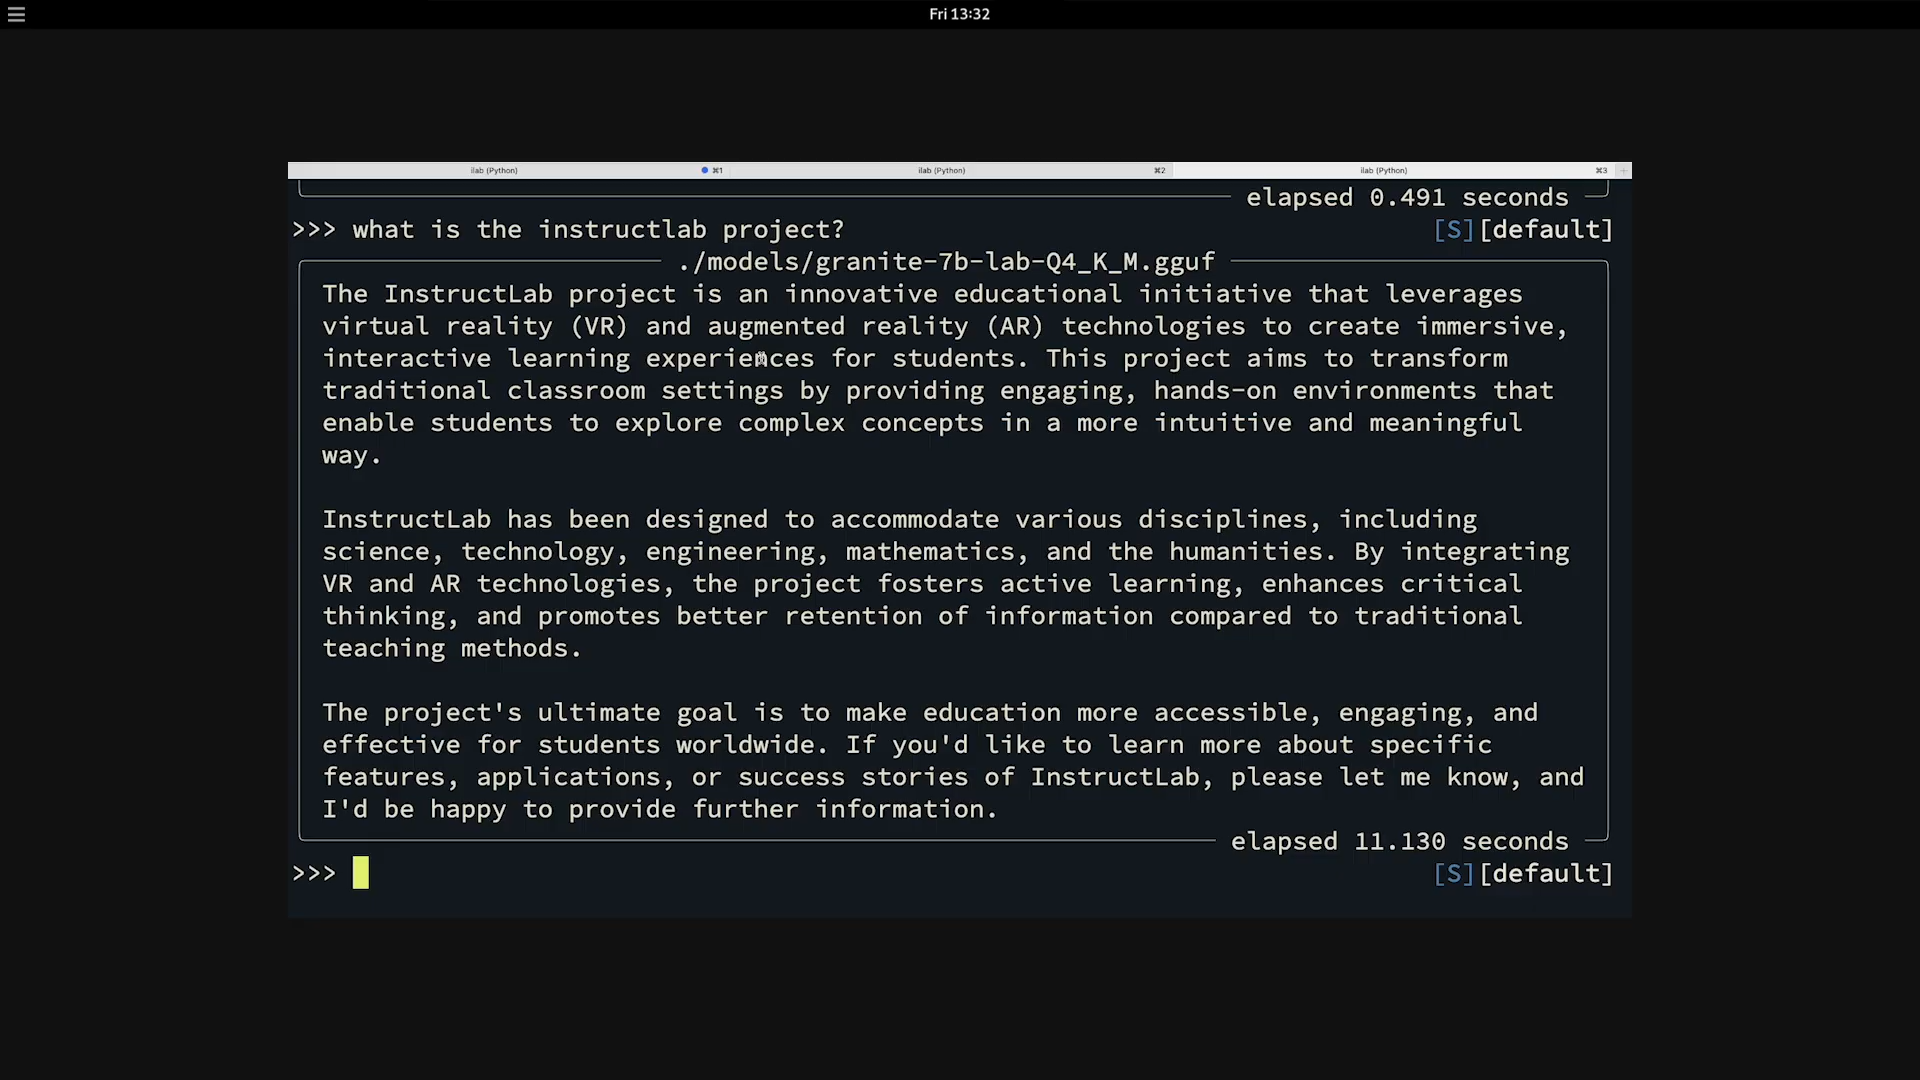 Fri 13:32
ilab (Python) ⌘1 ilab (Python) ⌘2 ilab (Python) ⌘3
elapsed 0.491 seconds
>>> what is the instructlab project? [S][default]
./models/granite-7b-lab-Q4_K_M.gguf
The InstructLab project is an innovative educational initiative that leverages
virtual reality (VR) and augmented reality (AR) technologies to create immersive,
interactive learning experiences for students. This project aims to transform
traditional classroom settings by providing engaging, hands-on environments that
enable students to explore complex concepts in a more intuitive and meaningful
way.
InstructLab has been designed to accommodate various disciplines, including
science, technology, engineering, mathematics, and the humanities. By integrating
VR and AR technologies, the project fosters active learning, enhances critical
thinking, and promotes better retention of information compared to traditional
teaching methods.
The project's ultimate goal is to make education more accessible, engaging, and
effective for students worldwide. If you'd like to learn more about specific
features, applications, or success stories of InstructLab, please let me know, and
I'd be happy to provide further information.
elapsed 11.130 seconds
>>> [S][default]